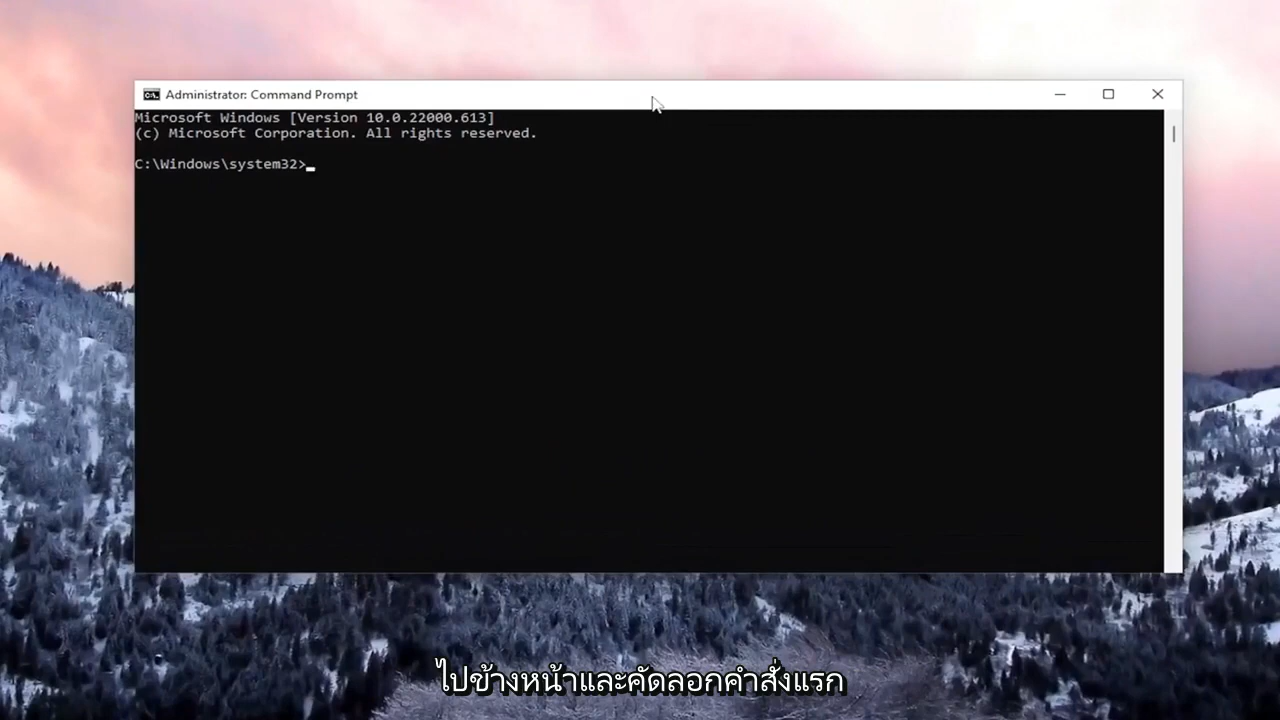 Administrator: Command Prompt
Microsoft Windows [Version 10.0.22000.613]
(c) Microsoft Corporation. All rights reserved.
C:\Windows\system32>
ไปข้างหน้าและคัดลอกคำสั่งแรก